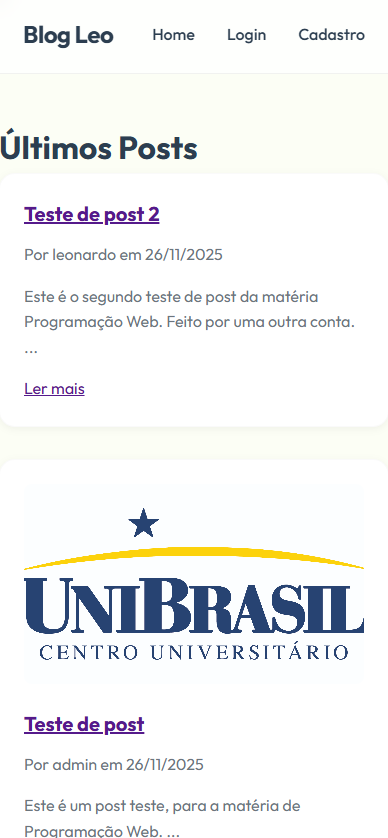 Blog Leo Home Login Cadastro
Últimos Posts
Teste de post 2
Por leonardo em 26/11/2025
Este é o segundo teste de post da matéria
Programação Web. Feito por uma outra conta.
...
Ler mais
UNIBRASIL
CENTRO UNIVERSITÁRIO
Teste de post
Por admin em 26/11/2025
Este é um post teste, para a matéria de
Programação Web. ...